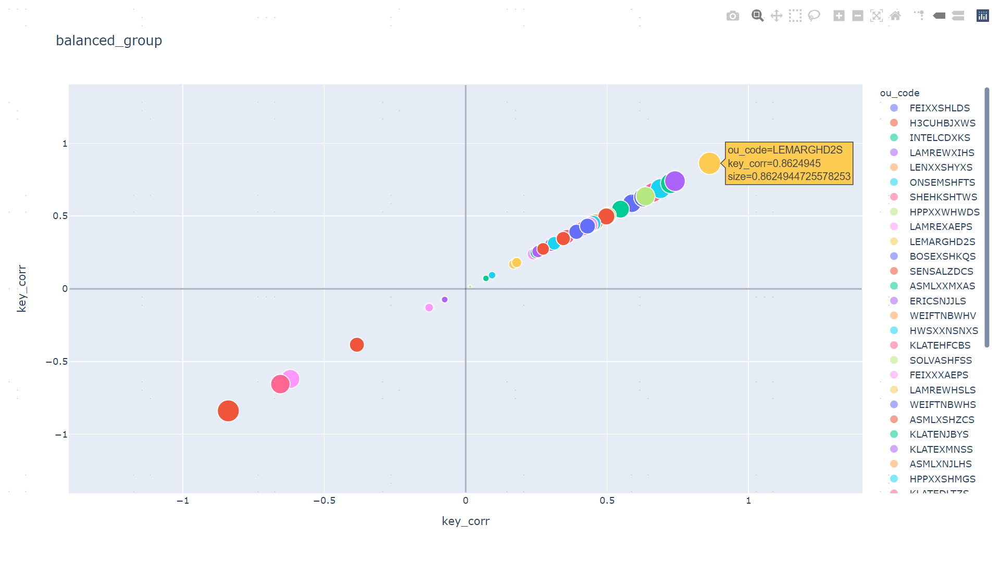 balanced_group
ou_code
FEIXXSHLDS
H3CUHBJXWS
INTELCDXKS
LAMREWXIHS
LENXXSHYXS
ONSEMSHFTS
SHEHKSHTWS
HPPXXWHWDS
LAMREXAEPS
LEMARGHD2S
BOSEXSHKQS
SENSALZDCS
ASMLXXMXAS
ERICSNJJLS
WEIFTNBWHV
HWSXXNSNXS
KLATEHFCBS
SOLVASHFSS
FEIXXXAEPS
LAMREWHSLS
WEIFTNBWHS
ASMLXSHZCS
KLATENJBYS
KLATEXMNSS
ASMLXNJLHS
HPPXXSHMGS
ou_code=LEMARGHD2S
key_corr=0.8624945
size=0.8624944725578253
1
0.5
0
−0.5
−1
key_corr
−1
−0.5
0
0.5
1
key_corr